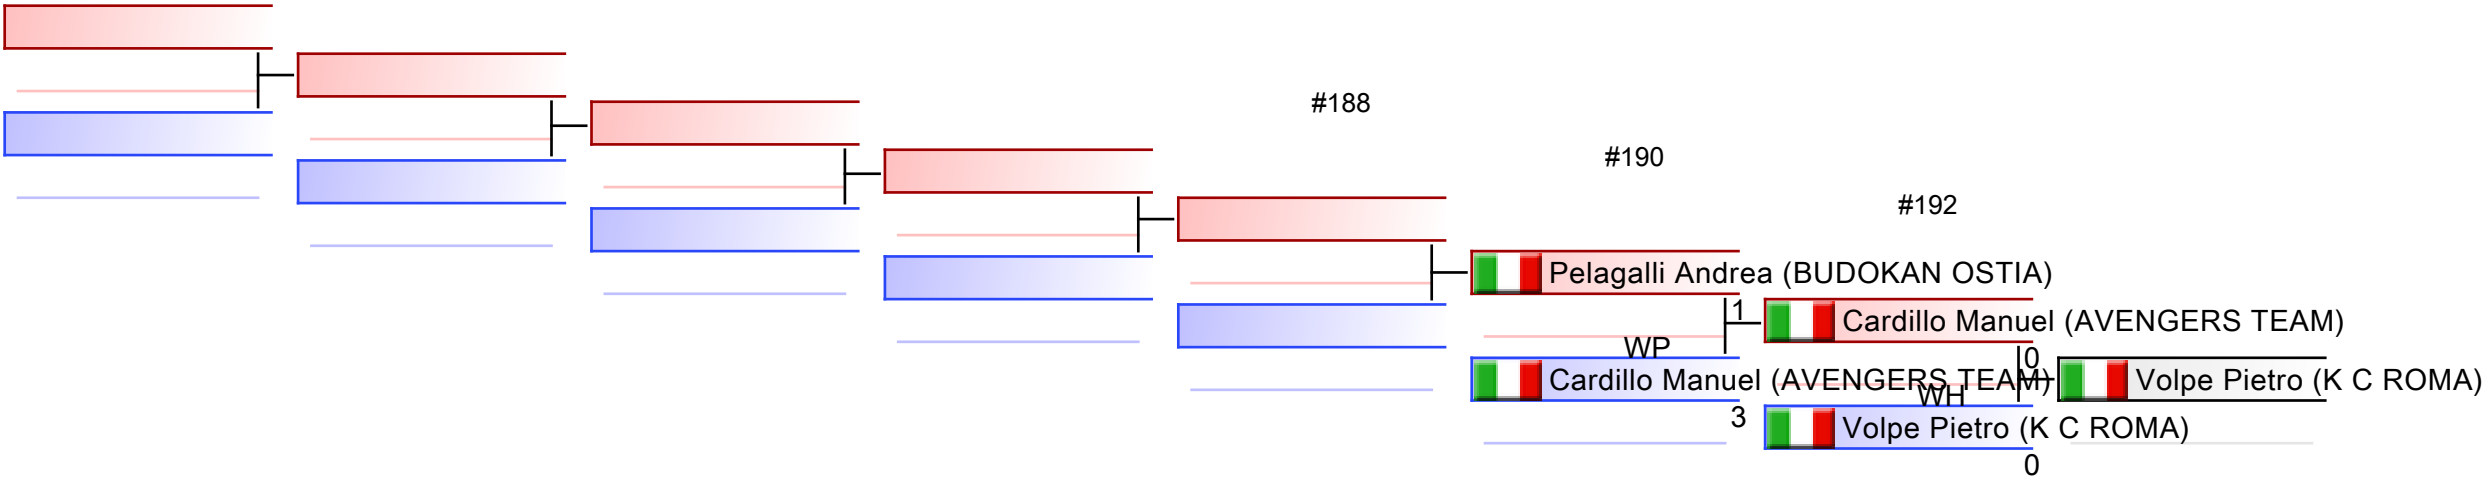 #188
#190
#192
Pelagalli Andrea (BUDOKAN OSTIA)
1
Cardillo Manuel (AVENGERS TEAM)
WP
0
Cardillo Manuel (AVENGERS TEAM)
Volpe Pietro (K C ROMA)
WH
3
Volpe Pietro (K C ROMA)
0